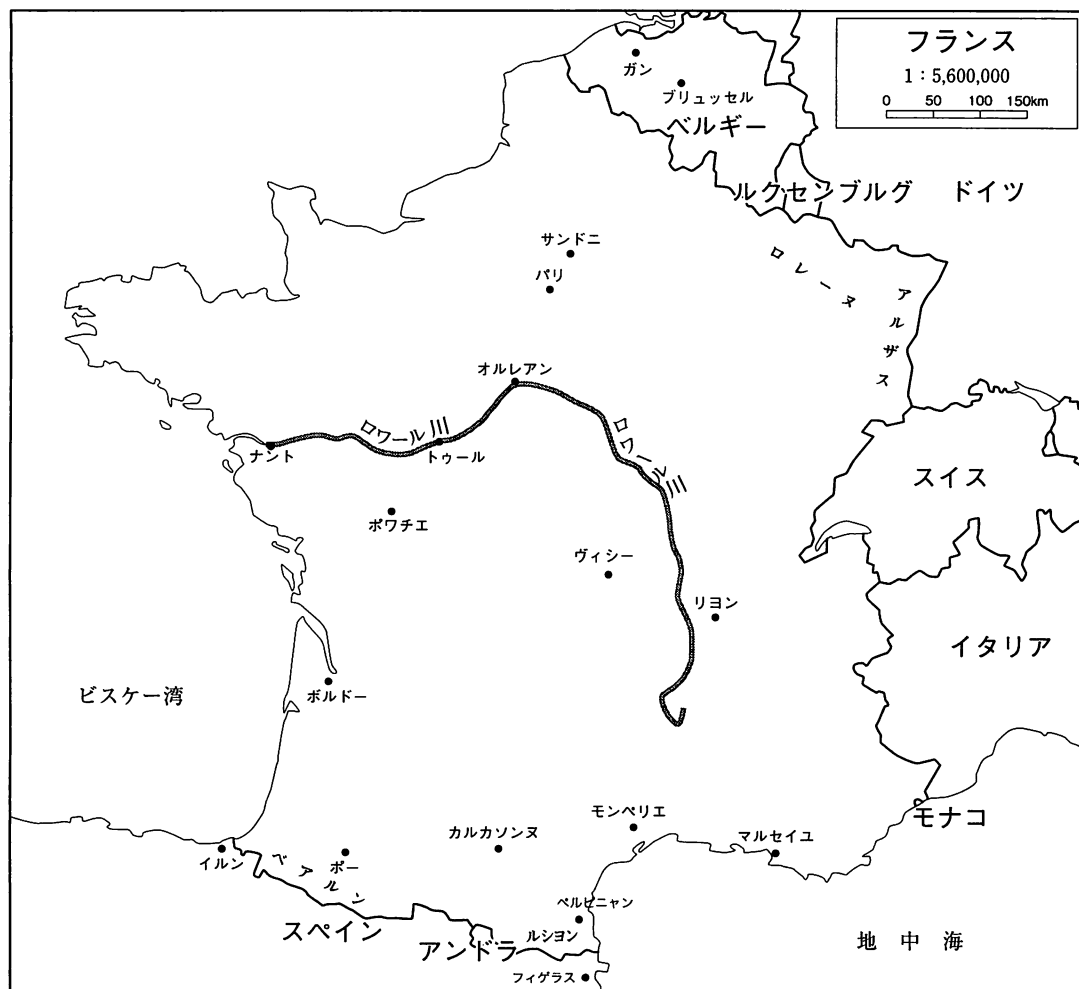 フランス
1：5,600,000
0 50 100 150km
ガン
ブリュッセル
ベルギー
ルクセンブルグ
ドイツ
サンドニ
パリ
ロレーヌ
アルザス
オルレアン
ロワール川
ロワール川
ナント
トゥール
スイス
ポワチエ
ヴィシー
リヨン
イタリア
ビスケー湾
ボルドー
モナコ
モンペリエ
カルカソンヌ
マルセイユ
イルン
ベアルン
ポー
ペルピニャン
スペイン
アンドラ
ルシヨン
地中海
フィゲラス